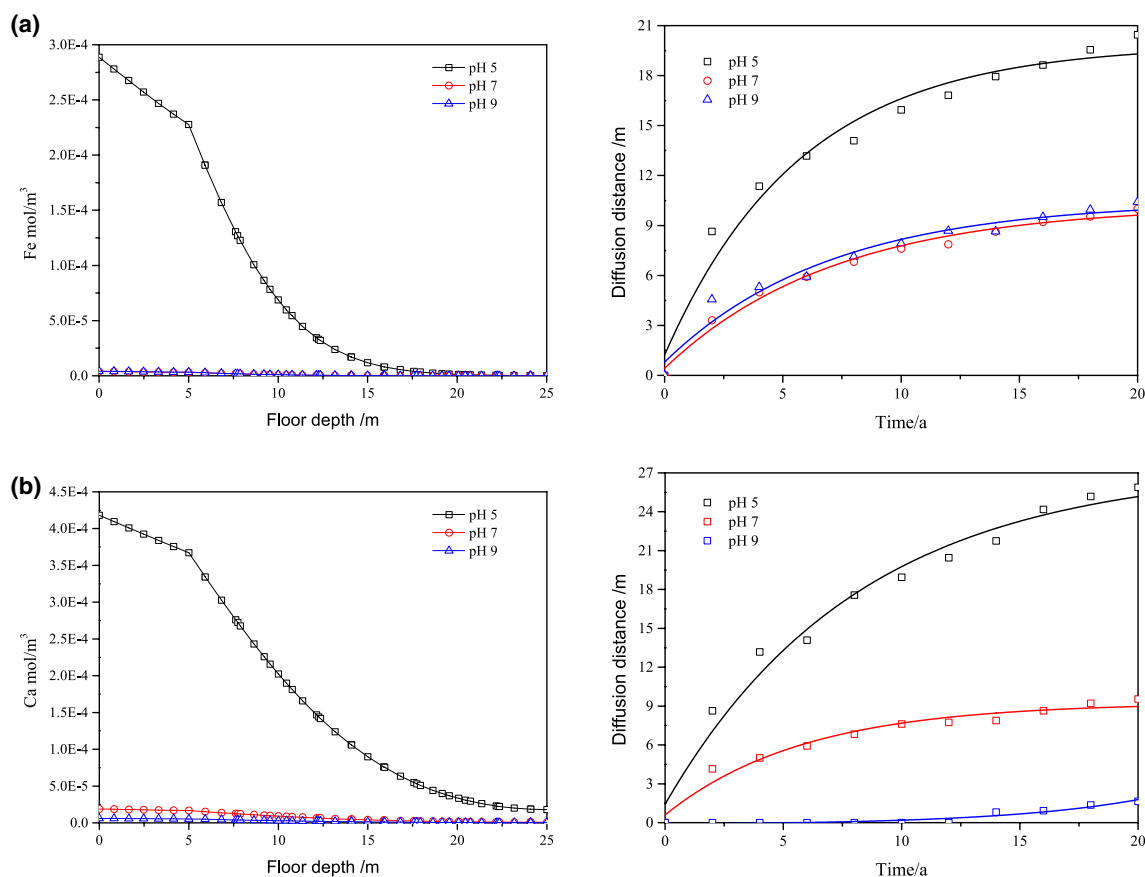 (a)
3.0E-4
2.5E-4
2.0E-4
1.5E-4
1.0E-4
5.0E-5
0.0
Fe mol/m³
pH 5
pH 7
pH 9
0 5 10 15 20 25
Floor depth /m
21
18
15
12
9
6
3
0
Diffusion distance /m
pH 5
pH 7
pH 9
0 5 10 15 20
Time/a
(b)
4.5E-4
4.0E-4
3.5E-4
3.0E-4
2.5E-4
2.0E-4
1.5E-4
1.0E-4
5.0E-5
0.0
Ca mol/m³
pH 5
pH 7
pH 9
0 5 10 15 20 25
Floor depth /m
27
24
21
18
15
12
9
6
3
0
Diffusion distance /m
pH 5
pH 7
pH 9
0 5 10 15 20
Time/a